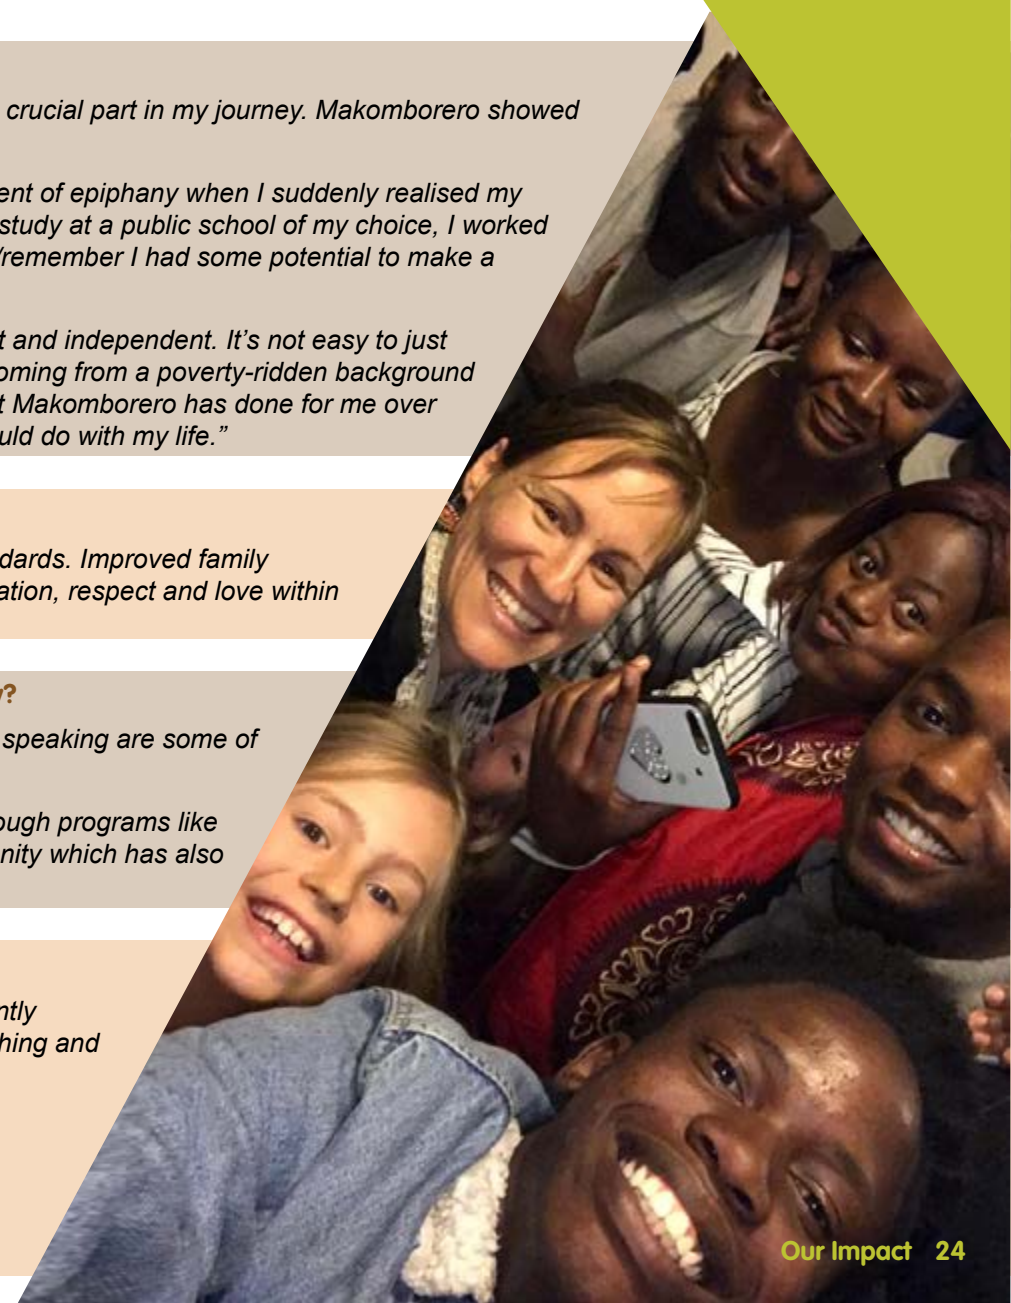 crucial part in my journey. Makomborero showed
ent of epiphany when I suddenly realised my
study at a public school of my choice, I worked
/remember I had some potential to make a
t and independent. It’s not easy to just
oming from a poverty-ridden background
t Makomborero has done for me over
uld do with my life.”
dards. Improved family
ation, respect and love within
y?
speaking are some of
ough programs like
nity which has also
ntly
hing and
Our Impact 24